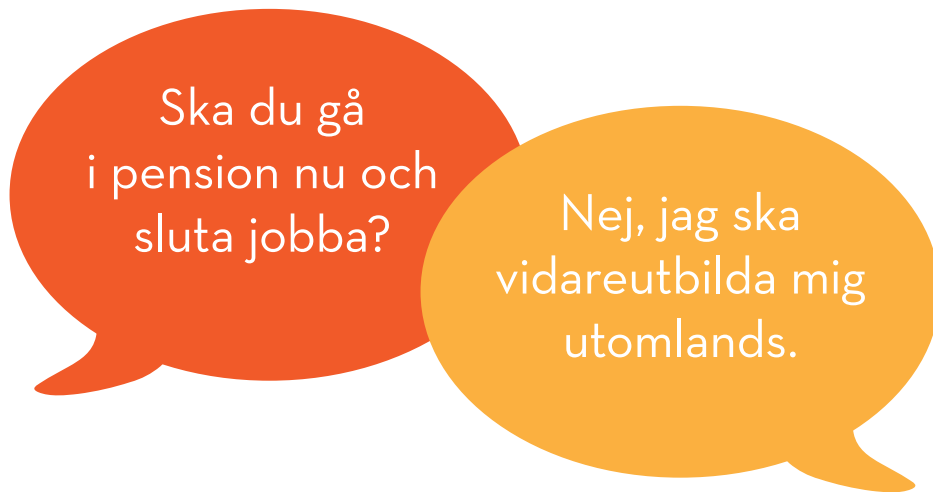 Ska du gå
i pension nu och
sluta jobba?
Nej, jag ska
vidareutbilda mig
utomlands.